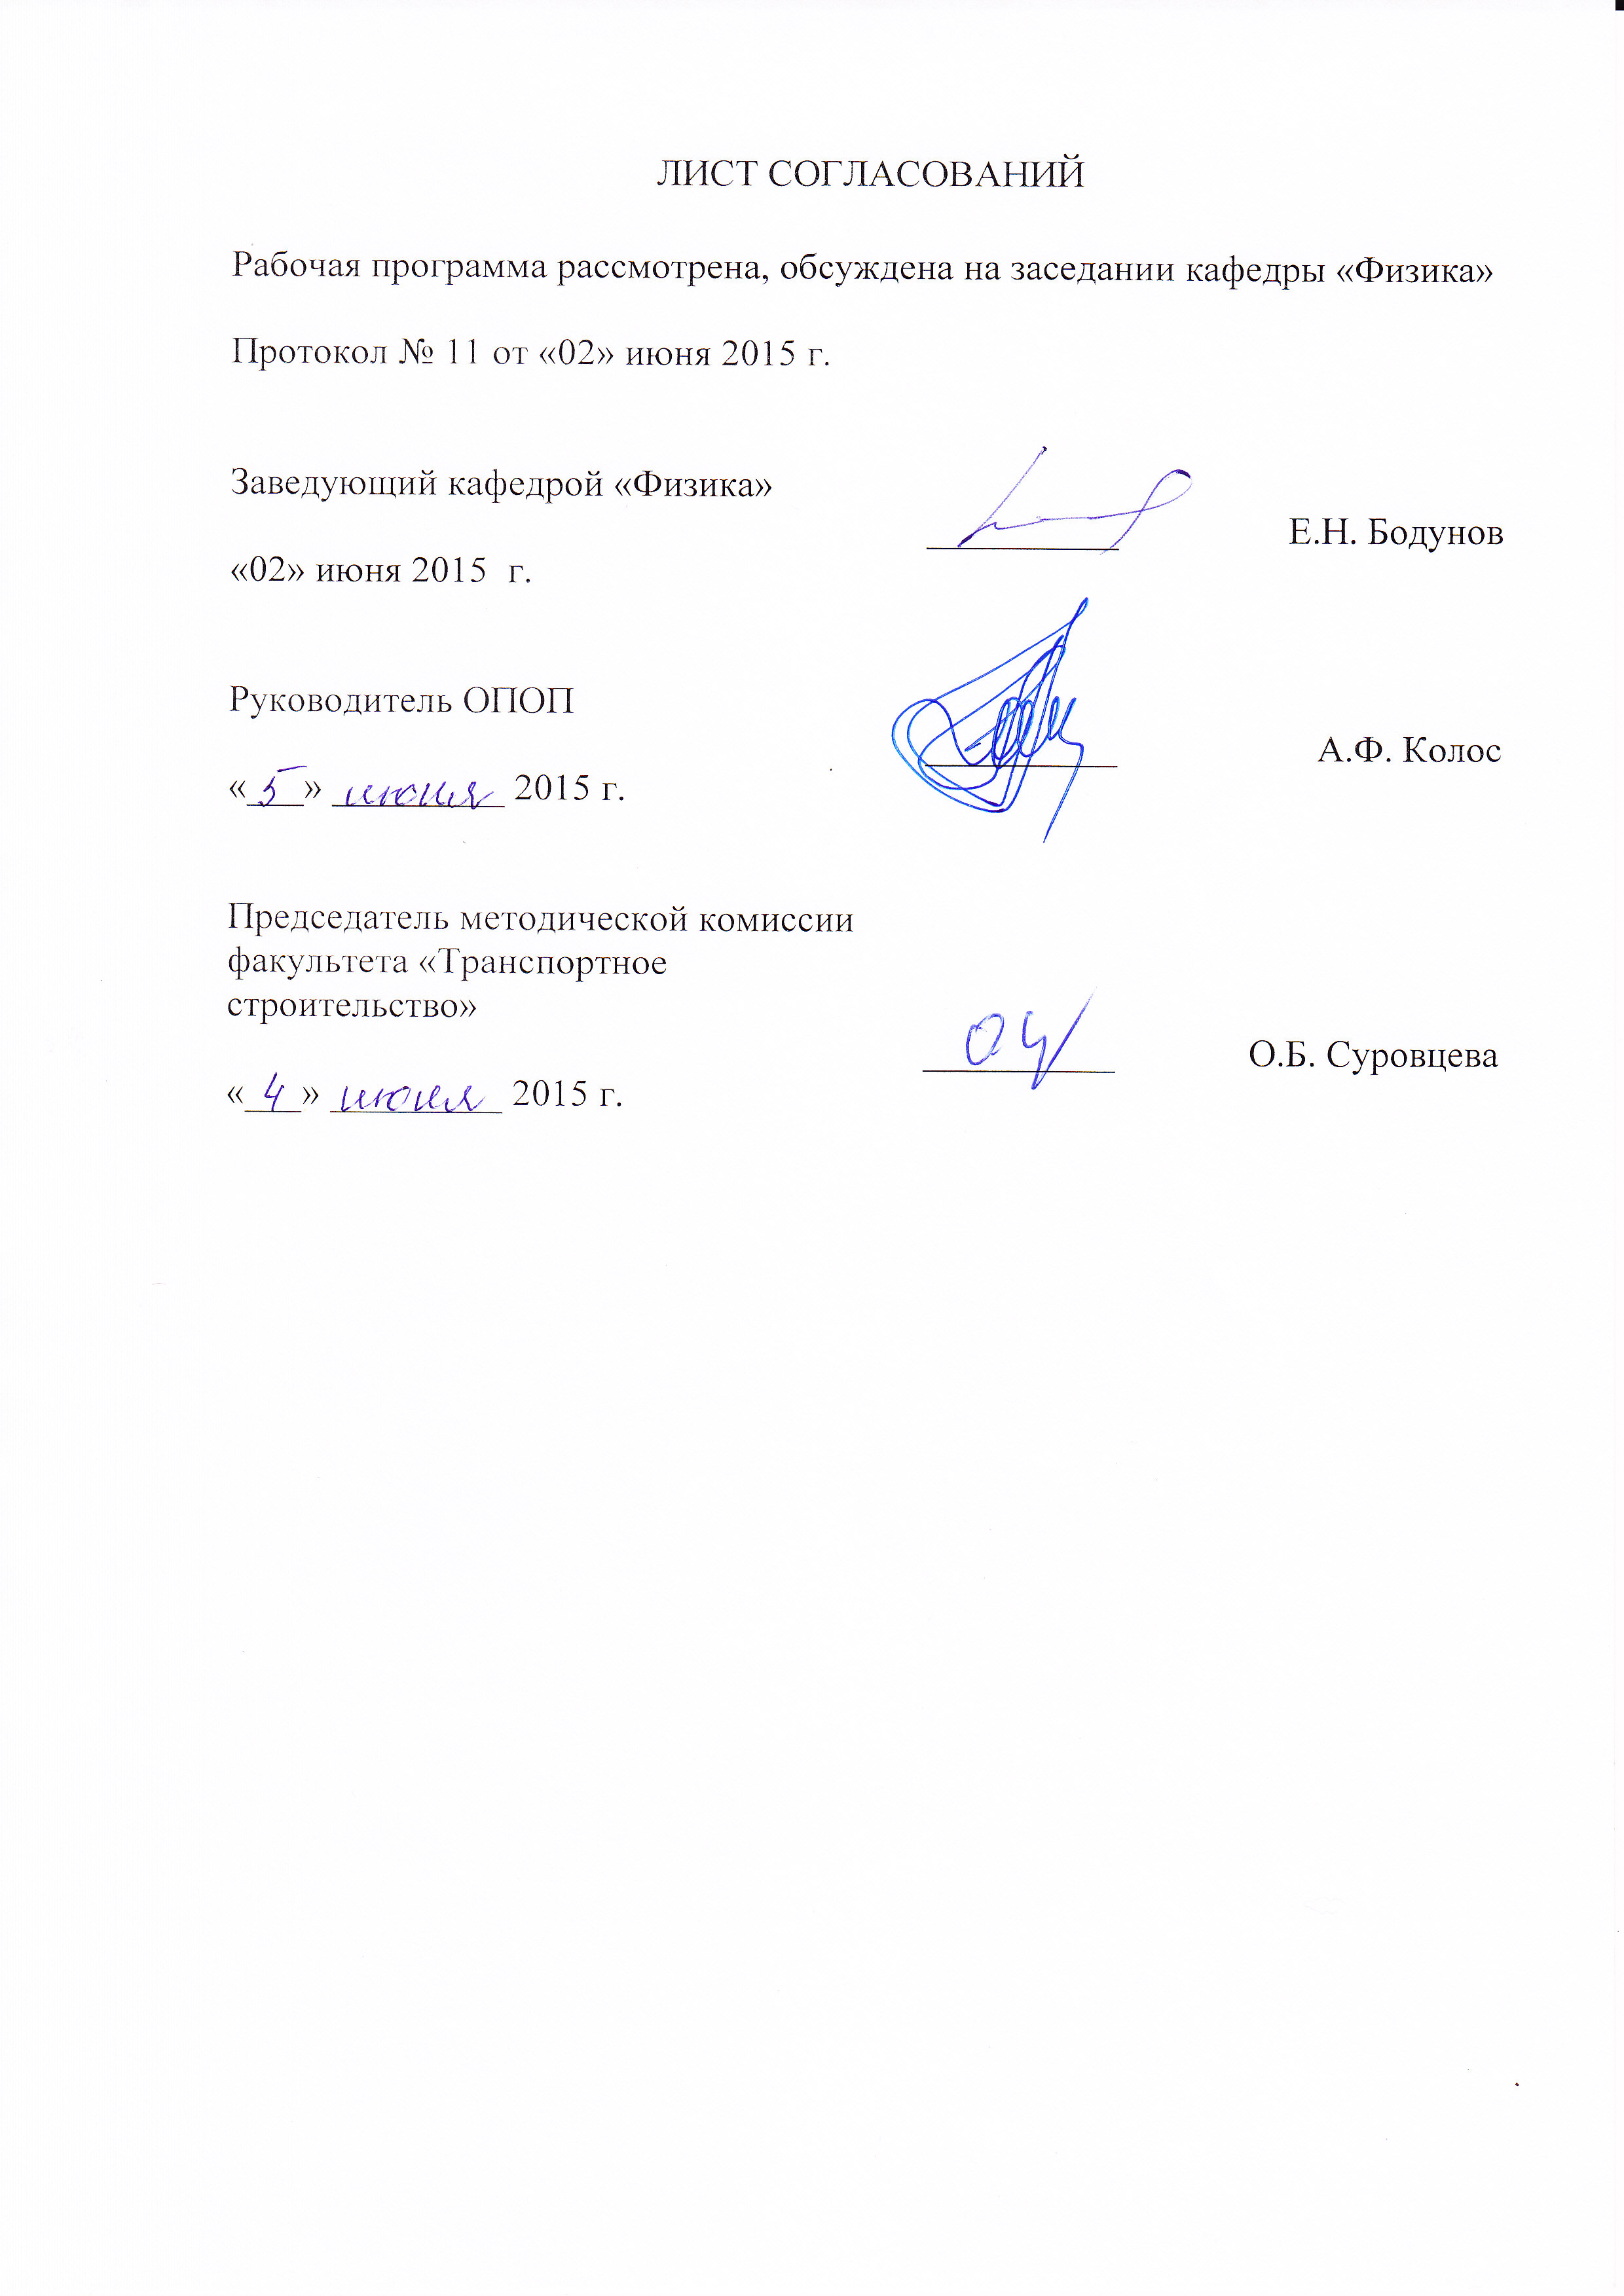 ЛИСТ СОГЛАСОВАНИЙ
Рабочая программа рассмотрена, обсуждена на заседании кафедры «Физика»
Протокол № 11 от «02» июня 2015 г.
Заведующий кафедрой «Физика»
Е.Н. Бодунов
«02» июня 2015 г.
Руководитель ОПОП
А.Ф. Колос
«5» июня 2015 г.
Председатель методической комиссии
факультета «Транспортное
строительство»
О.Б. Суровцева
«4» июня 2015 г.